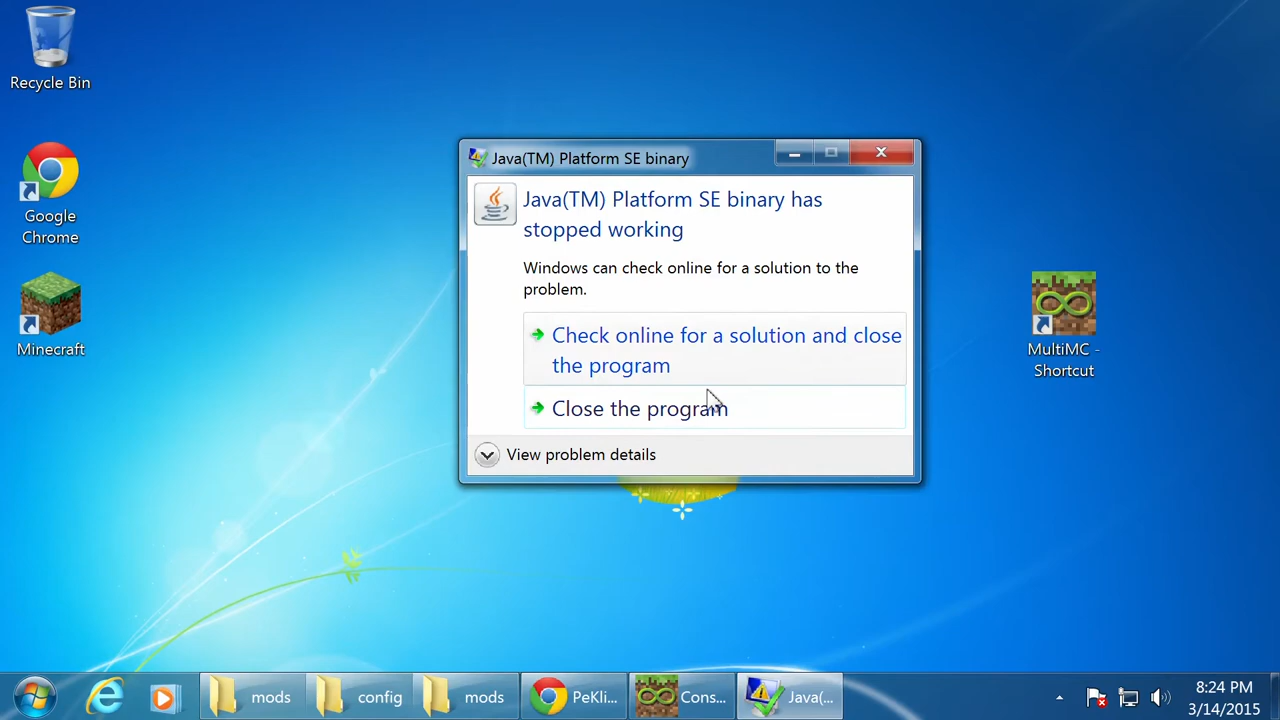 Recycle Bin
Google
Chrome
Minecraft
Java(TM) Platform SE binary
Java(TM) Platform SE binary has
stopped working
Windows can check online for a solution to the
problem.
Check online for a solution and close
the program
Close the program
View problem details
MultiMC -
Shortcut
mods
config
mods
PeKli...
Cons...
Java(...
8:24 PM
3/14/2015